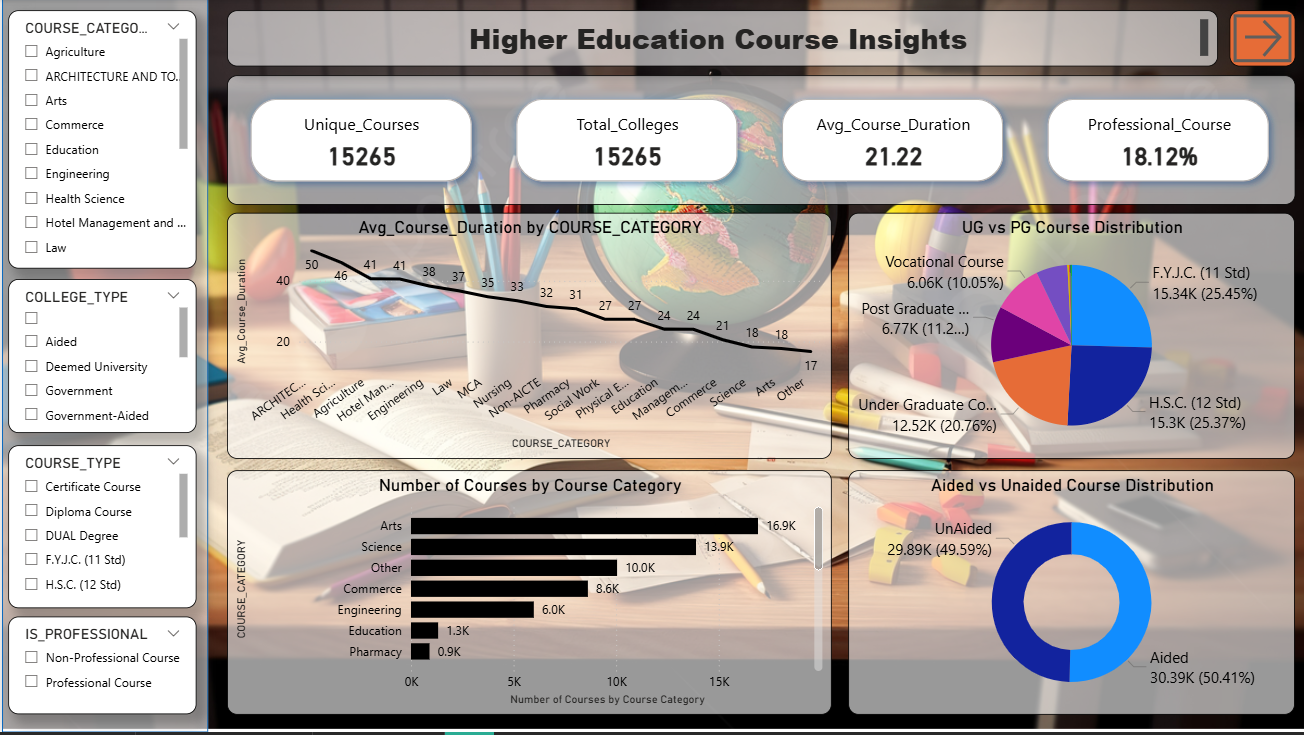 COURSE_CATEGO...
Agriculture
ARCHITECTURE AND TO...
Arts
Commerce
Education
Engineering
Health Science
Hotel Management and ...
Law
COLLEGE_TYPE
Aided
Deemed University
Government
Government-Aided
COURSE_TYPE
Certificate Course
Diploma Course
DUAL Degree
F.Y.J.C. (11 Std)
H.S.C. (12 Std)
IS_PROFESSIONAL
Non-Professional Course
Professional Course
Higher Education Course Insights
Unique_Courses
15265
Total_Colleges
15265
Avg_Course_Duration
21.22
Professional_Course
18.12%
Avg_Course_Duration by COURSE_CATEGORY
Avg_Course_Duration
40
20
50
46
41
41
38
37
35
33
32
31
27
27
24
24
21
18
18
17
ARCHITEC...
Health Sci...
Agriculture
Hotel Man...
Engineering
Law
MCA
Nursing
Non-AICTE
Pharmacy
Social Work
Physical E...
Education
Managem...
Commerce
Science
Arts
Other
COURSE_CATEGORY
UG vs PG Course Distribution
Vocational Course
6.06K (10.05%)
Post Graduate ...
6.77K (11.2...)
Under Graduate Co...
12.52K (20.76%)
F.Y.J.C. (11 Std)
15.34K (25.45%)
H.S.C. (12 Std)
15.3K (25.37%)
Number of Courses by Course Category
COURSE_CATEGORY
Arts 16.9K
Science 13.9K
Other 10.0K
Commerce 8.6K
Engineering 6.0K
Education 1.3K
Pharmacy 0.9K
0K 5K 10K 15K
Number of Courses by Course Category
Aided vs Unaided Course Distribution
UnAided
29.89K (49.59%)
Aided
30.39K (50.41%)